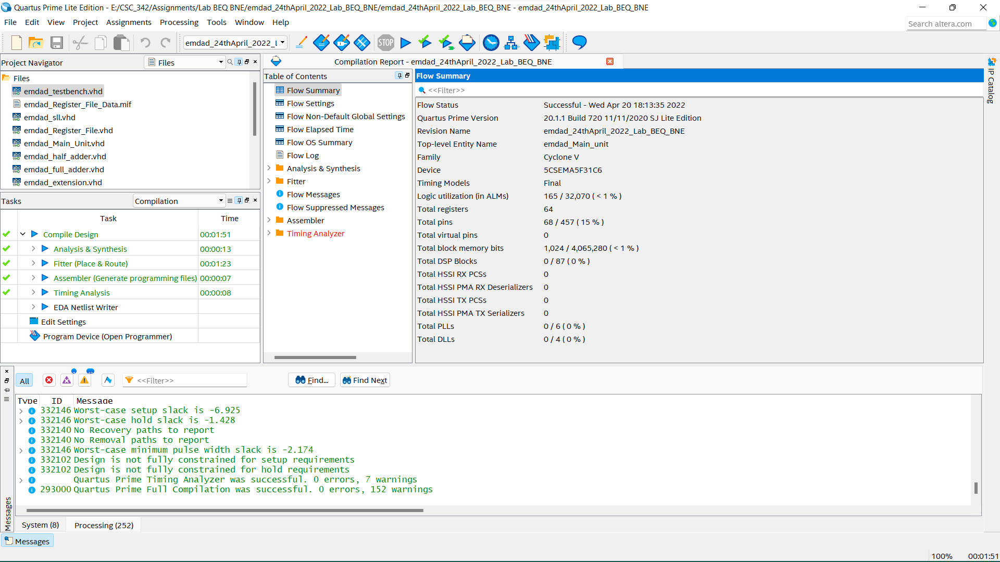 Quartus Prime Lite Edition - E:/CSC_342/Assignments/Lab BEQ BNE/emdad_24thApril_2022_Lab_BEQ_BNE/emdad_24thApril_2022_Lab_BEQ_BNE - emdad_24thApril_2022_Lab_BEQ_BNE
File Edit View Project Assignments Processing Tools Window Help
Search altera.com
emdad_24thApril_2022_L
STOP
Project Navigator
Files
Files
emdad_testbench.vhd
emdad_Register_File_Data.mif
emdad_sll.vhd
emdad_Register_File.vhd
emdad_Main_Unit.vhd
emdad_half_adder.vhd
emdad_full_adder.vhd
emdad_extension.vhd
Tasks
Compilation
Task Time
Compile Design 00:01:51
Analysis & Synthesis 00:00:13
Fitter (Place & Route) 00:01:23
Assembler (Generate programming files) 00:00:07
Timing Analysis 00:00:08
EDA Netlist Writer
Edit Settings
Program Device (Open Programmer)
Compilation Report - emdad_24thApril_2022_Lab_BEQ_BNE
Table of Contents
Flow Summary
Flow Settings
Flow Non-Default Global Settings
Flow Elapsed Time
Flow OS Summary
Flow Log
Analysis & Synthesis
Fitter
Flow Messages
Flow Suppressed Messages
Assembler
Timing Analyzer
Flow Summary
<<Filter>>
Flow Status Successful - Wed Apr 20 18:13:35 2022
Quartus Prime Version 20.1.1 Build 720 11/11/2020 SJ Lite Edition
Revision Name emdad_24thApril_2022_Lab_BEQ_BNE
Top-level Entity Name emdad_Main_unit
Family Cyclone V
Device 5CSEMA5F31C6
Timing Models Final
Logic utilization (in ALMs) 165 / 32,070 ( < 1 % )
Total registers 64
Total pins 68 / 457 ( 15 % )
Total virtual pins 0
Total block memory bits 1,024 / 4,065,280 ( < 1 % )
Total DSP Blocks 0 / 87 ( 0 % )
Total HSSI RX PCSs 0
Total HSSI PMA RX Deserializers 0
Total HSSI TX PCSs 0
Total HSSI PMA TX Serializers 0
Total PLLs 0 / 6 ( 0 % )
Total DLLs 0 / 4 ( 0 % )
IP Catalog
All
<<Filter>>
Find...
Find Next
Type ID Message
332146 Worst-case setup slack is -6.925
332146 Worst-case hold slack is -1.428
332140 No Recovery paths to report
332140 No Removal paths to report
332146 Worst-case minimum pulse width slack is -2.174
332102 Design is not fully constrained for setup requirements
332102 Design is not fully constrained for hold requirements
Quartus Prime Timing Analyzer was successful. 0 errors, 7 warnings
293000 Quartus Prime Full Compilation was successful. 0 errors, 152 warnings
Messages
System (8)
Processing (252)
Messages
100% 00:01:51